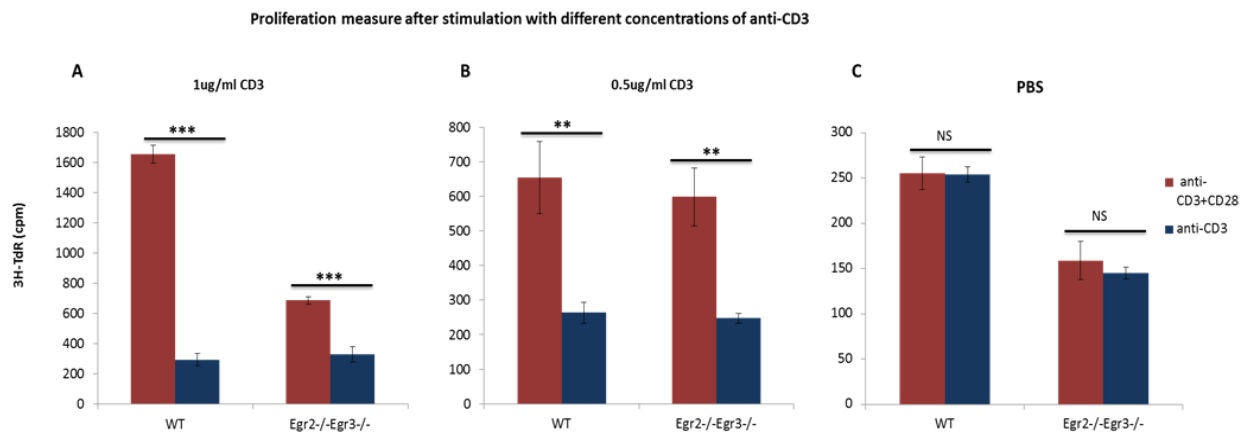 Proliferation measure after stimulation with different concentrations of anti-CD3
A
1ug/ml CD3
3H-TdR (cpm)
1800
1600
1400
1200
1000
800
600
400
200
0
***
***
WT
Egr2-/-Egr3-/-
B
0.5ug/ml CD3
800
700
600
500
400
300
200
100
0
**
**
WT
Egr2-/-Egr3-/-
C
PBS
300
250
200
150
100
50
0
NS
NS
WT
Egr2-/-Egr3-/-
anti-
CD3+CD28
anti-CD3